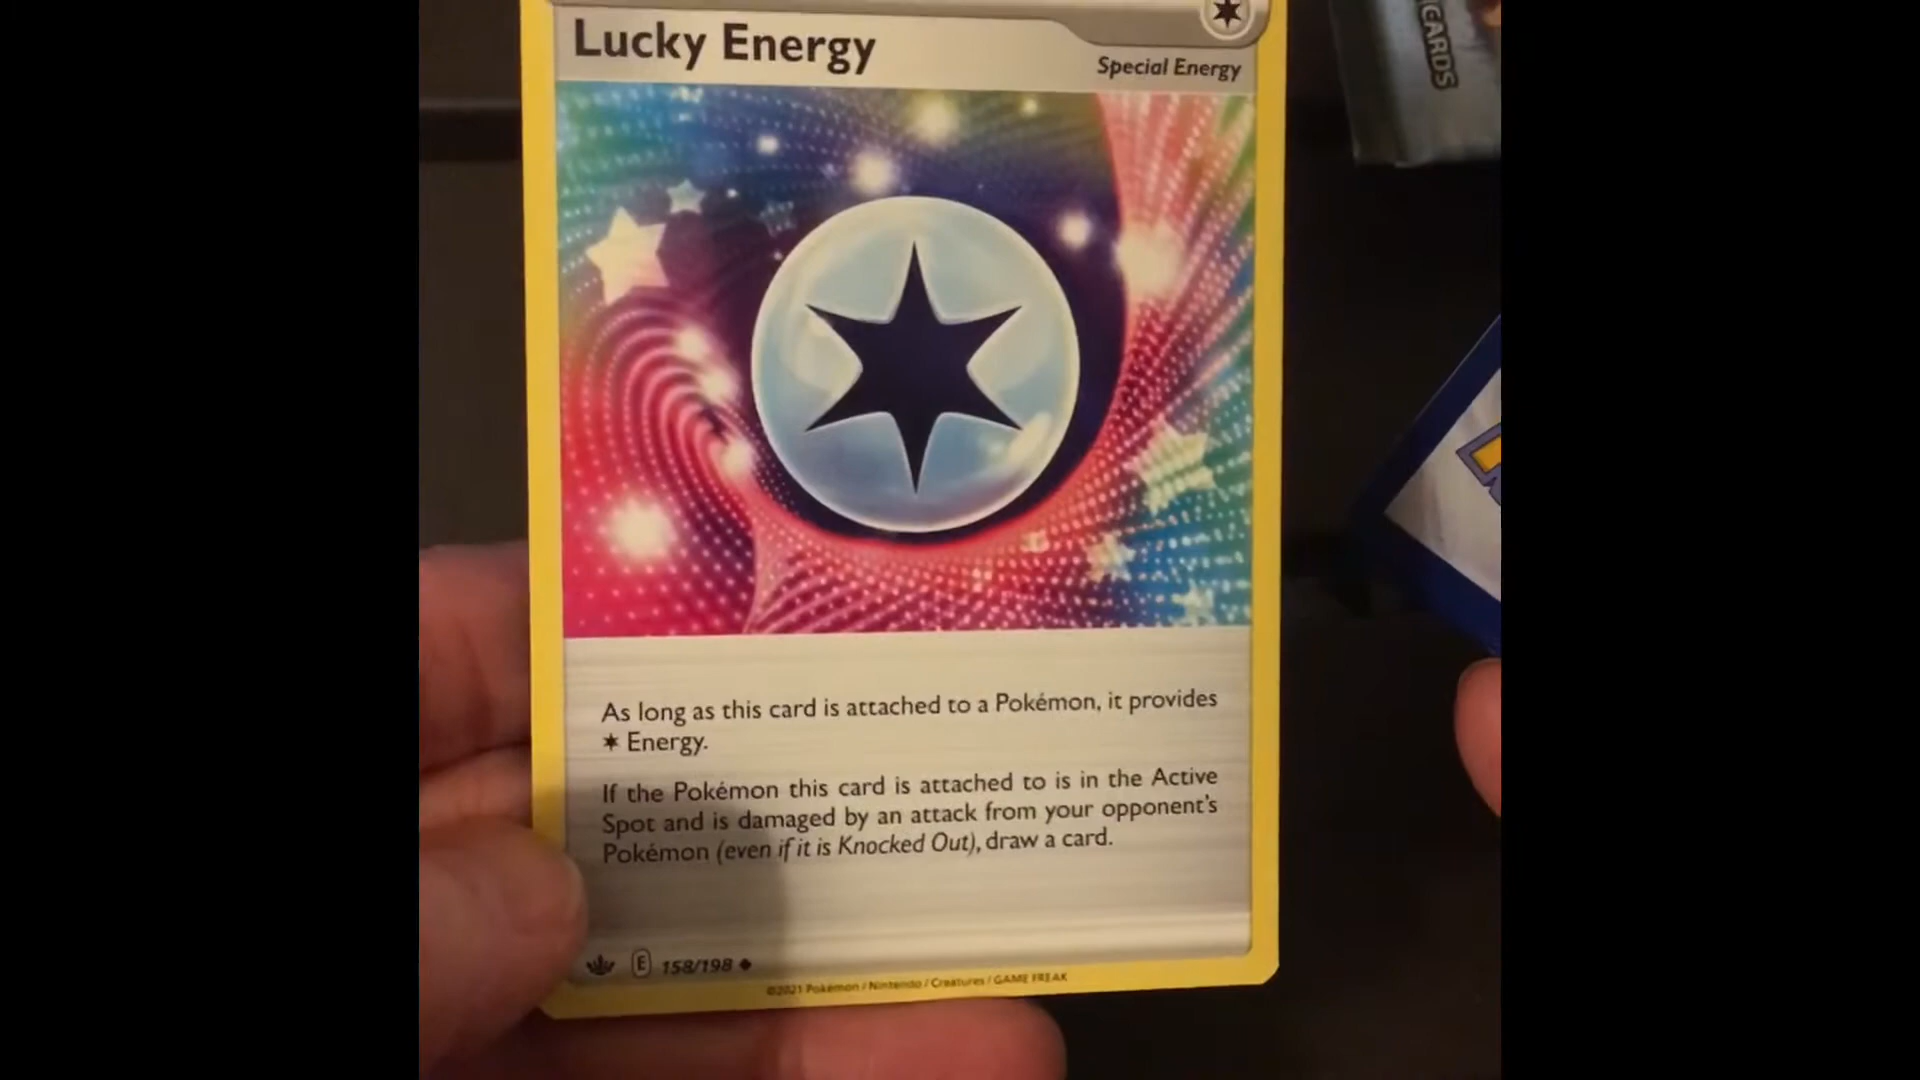 Lucky Energy
Special Energy
CARDS
As long as this card is attached to a Pokémon, it provides
✶ Energy.
If the Pokémon this card is attached to is in the Active
Spot and is damaged by an attack from your opponent's
Pokémon (even if it is Knocked Out), draw a card.
E 158/198
©2021 Pokémon / Nintendo / Creatures / GAME FREAK